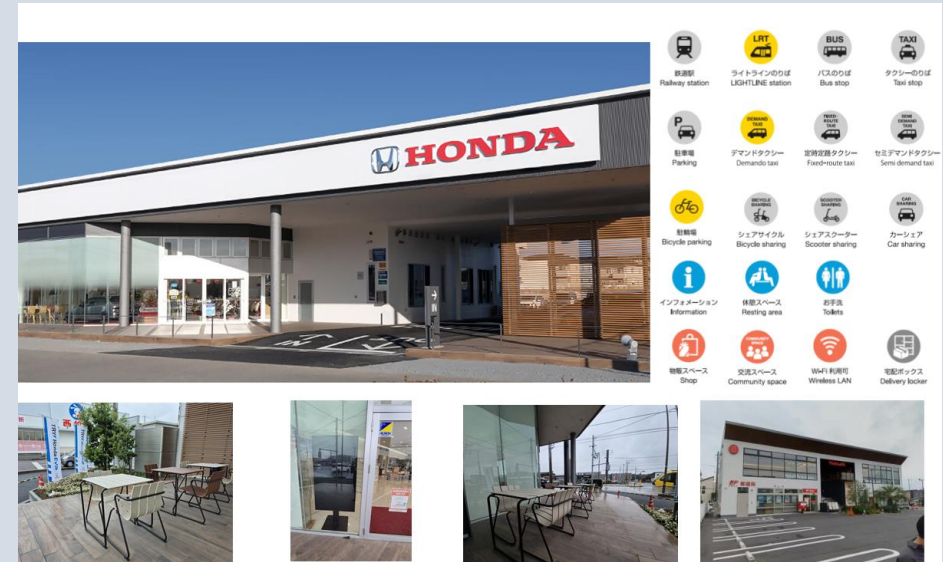 HONDA
LRT
BUS
TAXI
鉄道駅
Railway station
ライトラインのりば
LIGHTLINE station
バスのりば
Bus stop
タクシーのりば
Taxi stop
P
DEMAND TAXI
FIXED-ROUTE TAXI
SEMI DEMAND TAXI
駐車場
Parking
デマンドタクシー
Demando taxi
定時定路タクシー
Fixed-route taxi
セミデマンドタクシー
Semi demand taxi
BICYCLE SHARING
SCOOTER SHARING
CAR SHARING
駐輪場
Bicycle parking
シェアサイクル
Bicycle sharing
シェアスクーター
Scooter sharing
カーシェア
Car sharing
i
インフォメーション
Information
休憩スペース
Resting area
お手洗
Toilets
COMMUNITY SPACE
物販スペース
Shop
交流スペース
Community space
Wi-Fi 利用可
Wireless LAN
宅配ボックス
Delivery locker
IN
郵便局